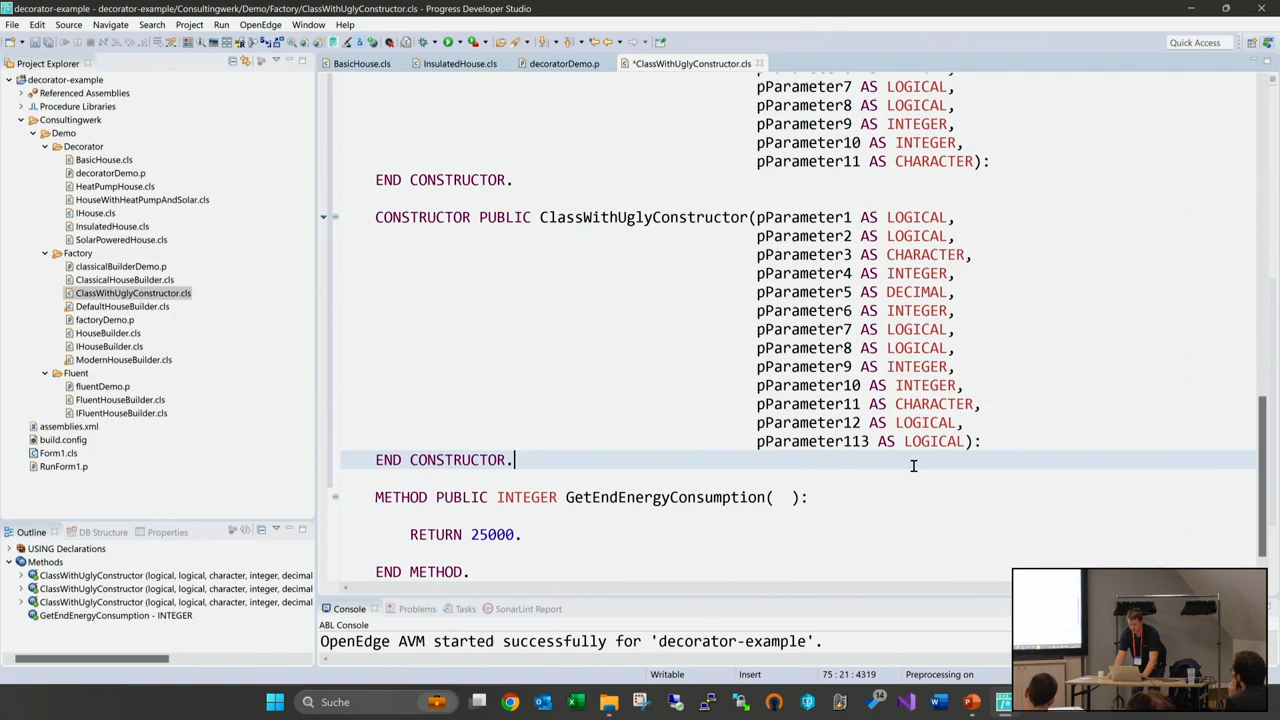 decorator-example - decorator-example/Consultingwerk/Demo/Factory/ClassWithUglyConstructor.cls - Progress Developer Studio
File Edit Source Navigate Search Project Run OpenEdge Window Help
Quick Access
Project Explorer
decorator-example
Referenced Assemblies
Procedure Libraries
Consultingwerk
Demo
Decorator
BasicHouse.cls
decoratorDemo.p
HeatPumpHouse.cls
HouseWithHeatPumpAndSolar.cls
IHouse.cls
InsulatedHouse.cls
SolarPoweredHouse.cls
Factory
classicalBuilderDemo.p
ClassicalHouseBuilder.cls
ClassWithUglyConstructor.cls
DefaultHouseBuilder.cls
factoryDemo.p
HouseBuilder.cls
IHouseBuilder.cls
ModernHouseBuilder.cls
Fluent
fluentDemo.p
FluentHouseBuilder.cls
IFluentHouseBuilder.cls
assemblies.xml
build.config
Form1.cls
RunForm1.p
Outline DB Structure Properties
USING Declarations
Methods
ClassWithUglyConstructor (logical, logical, character, integer, decimal
ClassWithUglyConstructor (logical, logical, character, integer, decimal
ClassWithUglyConstructor (logical, logical, character, integer, decimal
GetEndEnergyConsumption - INTEGER
BasicHouse.cls InsulatedHouse.cls decoratorDemo.p *ClassWithUglyConstructor.cls
pParameter7 AS LOGICAL,
pParameter8 AS LOGICAL,
pParameter9 AS INTEGER,
pParameter10 AS INTEGER,
pParameter11 AS CHARACTER):
END CONSTRUCTOR.
CONSTRUCTOR PUBLIC ClassWithUglyConstructor(pParameter1 AS LOGICAL,
pParameter2 AS LOGICAL,
pParameter3 AS CHARACTER,
pParameter4 AS INTEGER,
pParameter5 AS DECIMAL,
pParameter6 AS INTEGER,
pParameter7 AS LOGICAL,
pParameter8 AS LOGICAL,
pParameter9 AS INTEGER,
pParameter10 AS INTEGER,
pParameter11 AS CHARACTER,
pParameter12 AS LOGICAL,
pParameter113 AS LOGICAL):
END CONSTRUCTOR.
METHOD PUBLIC INTEGER GetEndEnergyConsumption( ):
RETURN 25000.
END METHOD.
Console Problems Tasks SonarLint Report
ABL Console
OpenEdge AVM started successfully for 'decorator-example'.
Writable Insert 75 : 21 : 4319 Preprocessing on
Suche
14